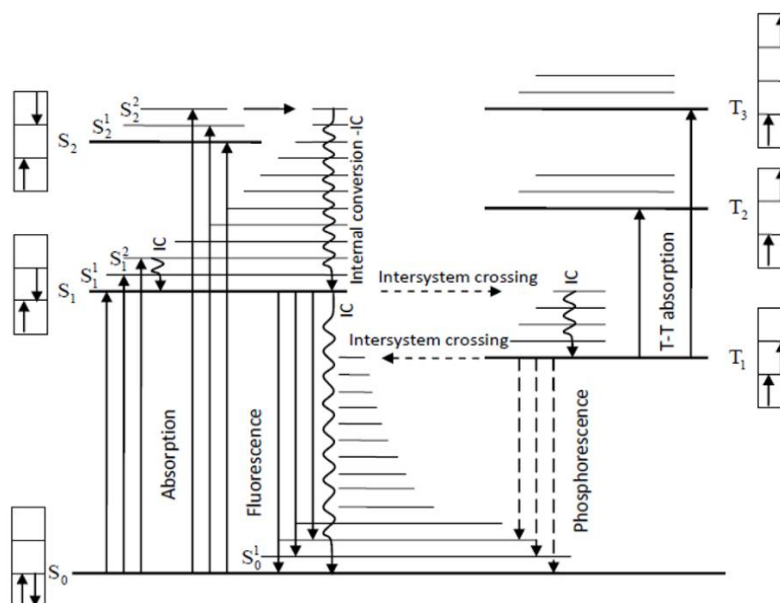 S₂²
S₂¹
S₂
T₃
Internal conversion -IC
T₂
IC
S₁²
S₁¹
S₁
Intersystem crossing
IC
IC
T-T absorption
Intersystem crossing
T₁
Absorption
Fluorescence
Phosphorescence
S₀¹
S₀